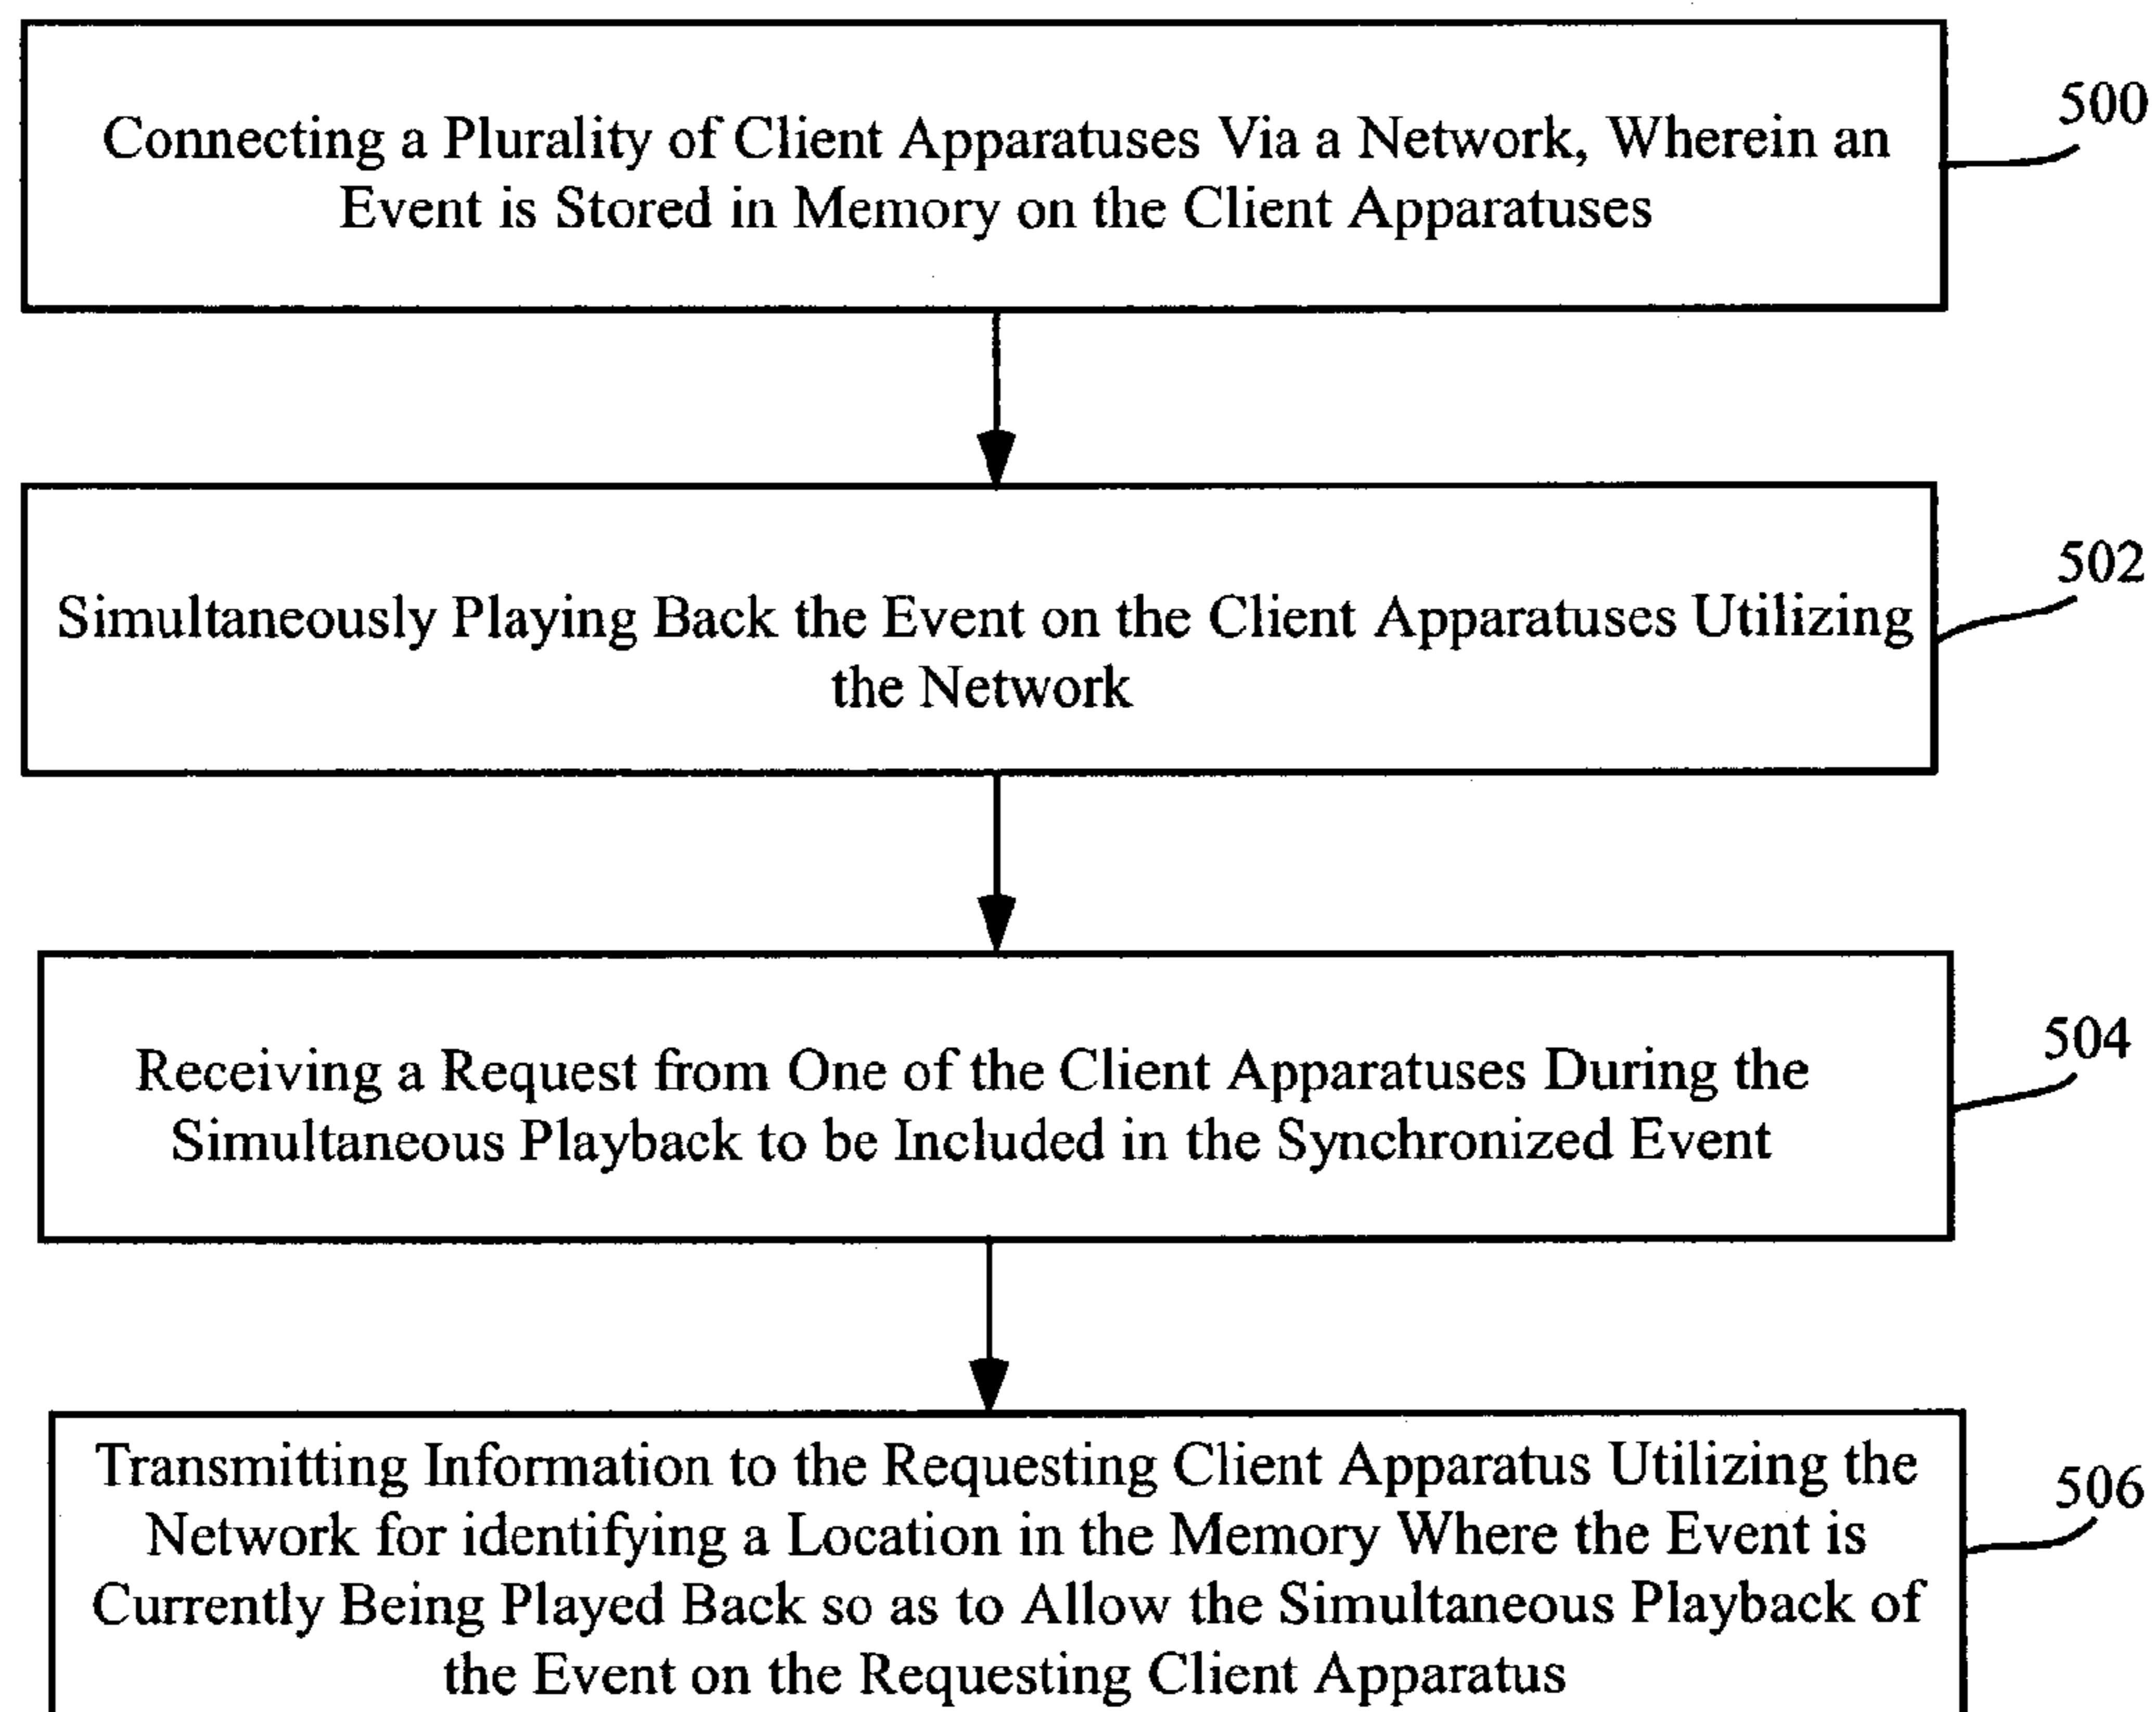 Connecting a Plurality of Client Apparatuses Via a Network, Wherein an
Event is Stored in Memory on the Client Apparatuses
500
Simultaneously Playing Back the Event on the Client Apparatuses Utilizing
the Network
502
Receiving a Request from One of the Client Apparatuses During the
Simultaneous Playback to be Included in the Synchronized Event
504
Transmitting Information to the Requesting Client Apparatus Utilizing the
Network for identifying a Location in the Memory Where the Event is
Currently Being Played Back so as to Allow the Simultaneous Playback of
the Event on the Requesting Client Apparatus
506